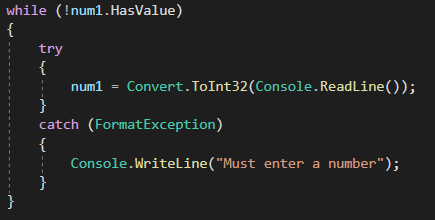 while (!num1.HasValue)
{
    try
    {
        num1 = Convert.ToInt32(Console.ReadLine());
    }
    catch (FormatException)
    {
        Console.WriteLine("Must enter a number");
    }
}